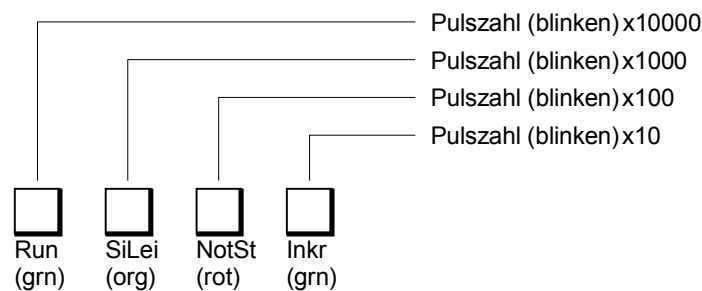 Pulszahl (blinken) x10000
Pulszahl (blinken) x1000
Pulszahl (blinken) x100
Pulszahl (blinken) x10
Run SiLei NotSt Inkr
(grn) (org) (rot) (grn)